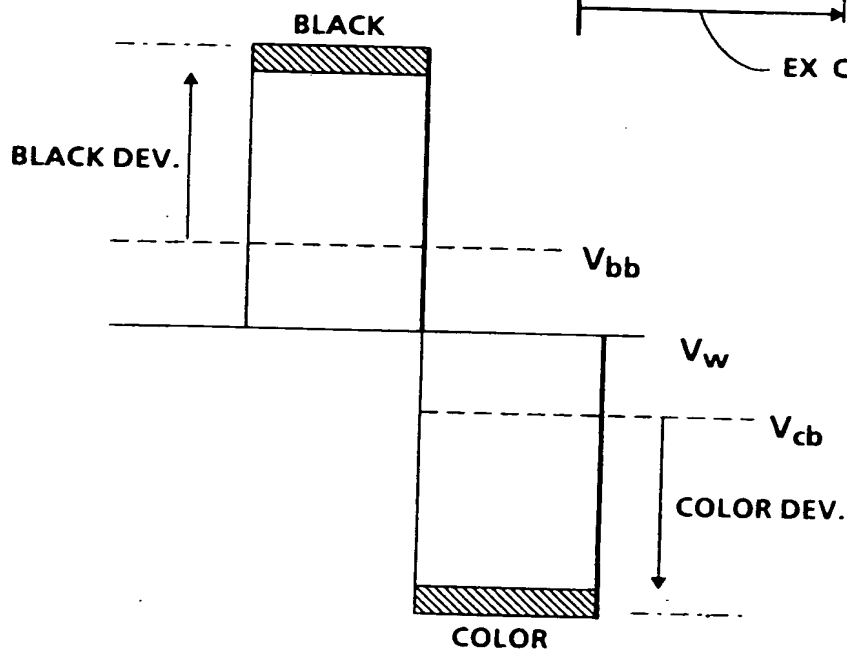 BLACK
EX C
BLACK DEV.
Vbb
Vw
Vcb
COLOR DEV.
COLOR